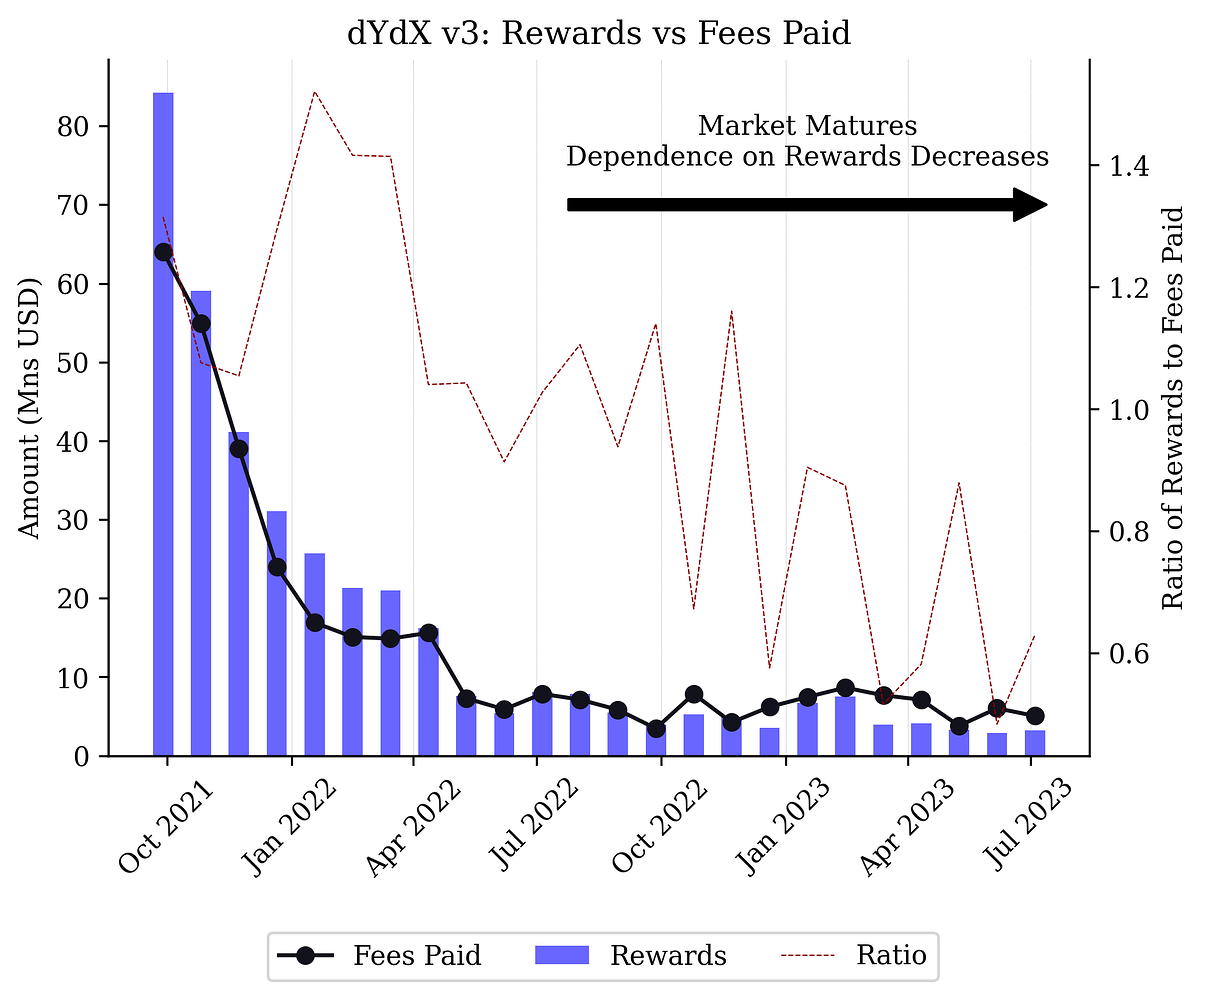 dYdX v3: Rewards vs Fees Paid
Market Matures
Dependence on Rewards Decreases
Amount (Mns USD)
80
70
60
50
40
30
20
10
0
1.4
1.2
1.0
0.8
0.6
Ratio of Rewards to Fees Paid
Oct 2021
Jan 2022
Apr 2022
Jul 2022
Oct 2022
Jan 2023
Apr 2023
Jul 2023
Fees Paid
Rewards
Ratio